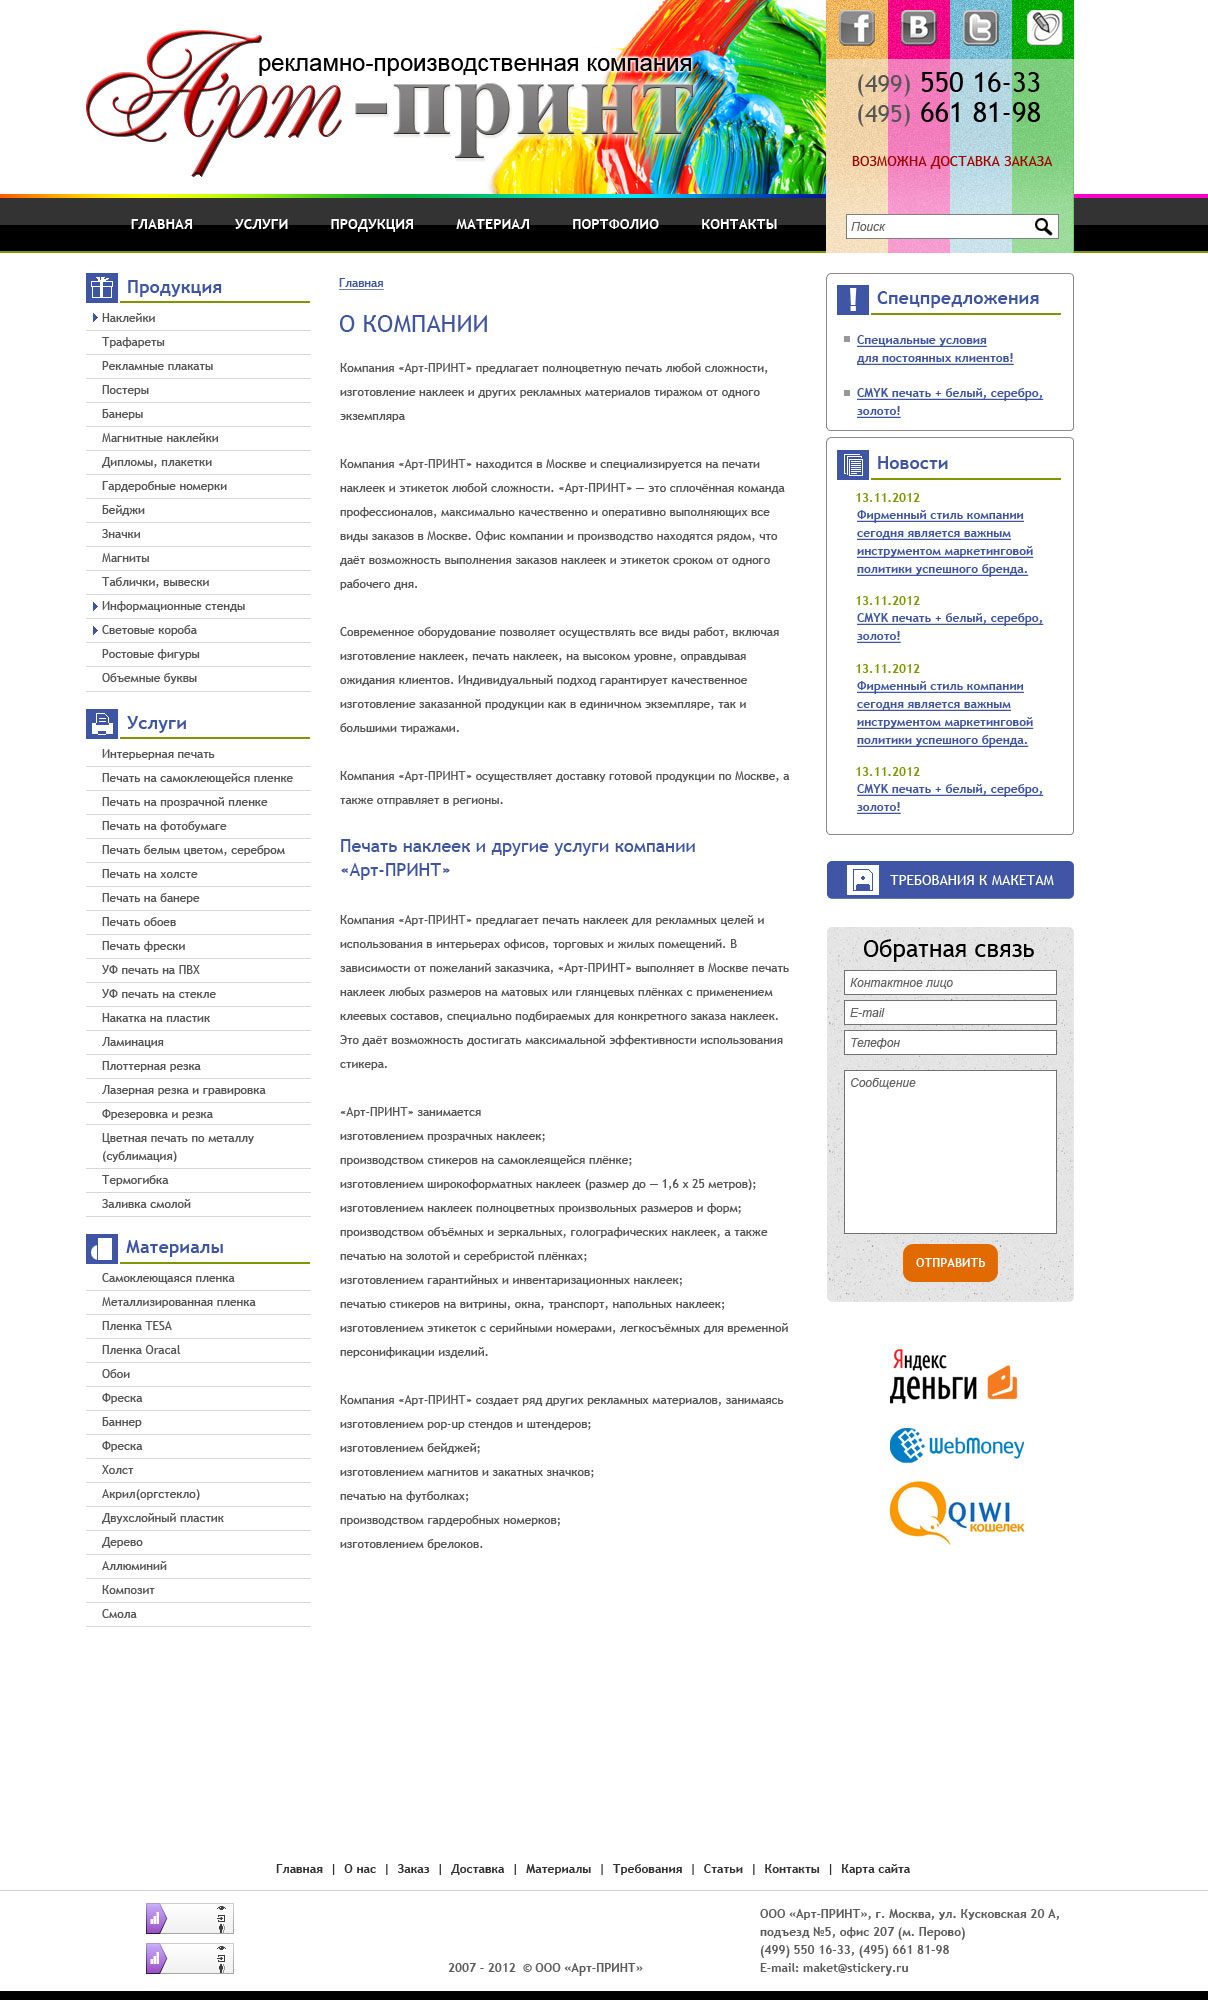 рекламно-производственная компания
Арт-принт
(499) 550 16-33
(495) 661 81-98
ВОЗМОЖНА ДОСТАВКА ЗАКАЗА
ГЛАВНАЯ УСЛУГИ ПРОДУКЦИЯ МАТЕРИАЛ ПОРТФОЛИО КОНТАКТЫ
Поиск
Продукция
Наклейки
Трафареты
Рекламные плакаты
Постеры
Банеры
Магнитные наклейки
Дипломы, плакетки
Гардеробные номерки
Бейджи
Значки
Магниты
Таблички, вывески
Информационные стенды
Световые короба
Ростовые фигуры
Объемные буквы
Услуги
Интерьерная печать
Печать на самоклеющейся пленке
Печать на прозрачной пленке
Печать на фотобумаге
Печать белым цветом, серебром
Печать на холсте
Печать на банере
Печать обоев
Печать фрески
УФ печать на ПВХ
УФ печать на стекле
Накатка на пластик
Ламинация
Плоттерная резка
Лазерная резка и гравировка
Фрезеровка и резка
Цветная печать по металлу
(сублимация)
Термогибка
Заливка смолой
Материалы
Самоклеющаяся пленка
Металлизированная пленка
Пленка TESA
Пленка Oracal
Обои
Фреска
Баннер
Фреска
Холст
Акрил(оргстекло)
Двухслойный пластик
Дерево
Аллюминий
Композит
Смола
Главная
О КОМПАНИИ
Компания «Арт-ПРИНТ» предлагает полноцветную печать любой сложности,
изготовление наклеек и других рекламных материалов тиражом от одного
экземпляра
Компания «Арт-ПРИНТ» находится в Москве и специализируется на печати
наклеек и этикеток любой сложности. «Арт-ПРИНТ» — это сплочённая команда
профессионалов, максимально качественно и оперативно выполняющих все
виды заказов в Москве. Офис компании и производство находятся рядом, что
даёт возможность выполнения заказов наклеек и этикеток сроком от одного
рабочего дня.
Современное оборудование позволяет осуществлять все виды работ, включая
изготовление наклеек, печать наклеек, на высоком уровне, оправдывая
ожидания клиентов. Индивидуальный подход гарантирует качественное
изготовление заказанной продукции как в единичном экземпляре, так и
большими тиражами.
Компания «Арт-ПРИНТ» осуществляет доставку готовой продукции по Москве, а
также отправляет в регионы.
Печать наклеек и другие услуги компании
«Арт-ПРИНТ»
Компания «Арт-ПРИНТ» предлагает печать наклеек для рекламных целей и
использования в интерьерах офисов, торговых и жилых помещений. В
зависимости от пожеланий заказчика, «Арт-ПРИНТ» выполняет в Москве печать
наклеек любых размеров на матовых или глянцевых плёнках с применением
клеевых составов, специально подбираемых для конкретного заказа наклеек.
Это даёт возможность достигать максимальной эффективности использования
стикера.
«Арт-ПРИНТ» занимается
изготовлением прозрачных наклеек;
производством стикеров на самоклеящейся плёнке;
изготовлением широкоформатных наклеек (размер до — 1,6 х 25 метров);
изготовлением наклеек полноцветных произвольных размеров и форм;
производством объёмных и зеркальных, голографических наклеек, а также
печатью на золотой и серебристой плёнках;
изготовлением гарантийных и инвентаризационных наклеек;
печатью стикеров на витрины, окна, транспорт, напольных наклеек;
изготовлением этикеток с серийными номерами, легкосъёмных для временной
персонификации изделий.
Компания «Арт-ПРИНТ» создает ряд других рекламных материалов, занимаясь
изготовлением pop-up стендов и штендеров;
изготовлением бейджей;
изготовлением магнитов и закатных значков;
печатью на футболках;
производством гардеробных номерков;
изготовлением брелоков.
Спецпредложения
Специальные условия
для постоянных клиентов!
CMYK печать + белый, серебро,
золото!
Новости
13.11.2012
Фирменный стиль компании
сегодня является важным
инструментом маркетинговой
политики успешного бренда.
13.11.2012
CMYK печать + белый, серебро,
золото!
13.11.2012
Фирменный стиль компании
сегодня является важным
инструментом маркетинговой
политики успешного бренда.
13.11.2012
CMYK печать + белый, серебро,
золото!
ТРЕБОВАНИЯ К МАКЕТАМ
Обратная связь
Контактное лицо
E-mail
Телефон
Сообщение
ОТПРАВИТЬ
Яндекс
деньги
WebMoney
QIWI
кошелек
Главная | О нас | Заказ | Доставка | Материалы | Требования | Статьи | Контакты | Карта сайта
2007 - 2012 © ООО «Арт-ПРИНТ»
ООО «Арт-ПРИНТ», г. Москва, ул. Кусковская 20 А,
подъезд №5, офис 207 (м. Перово)
(499) 550 16-33, (495) 661 81-98
E-mail: maket@stickery.ru